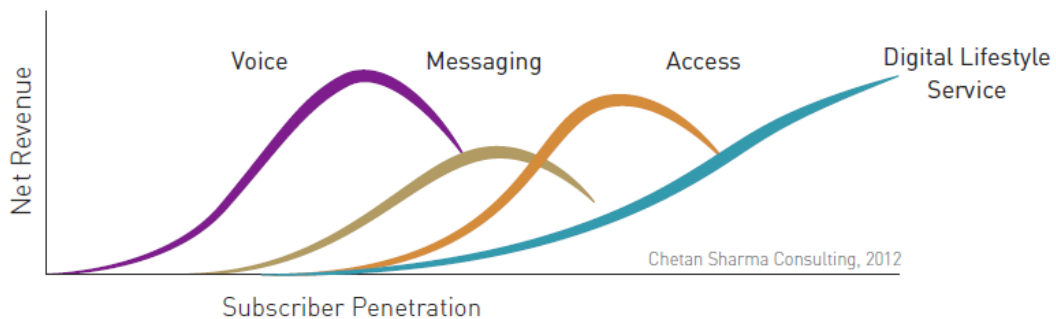 Voice
Messaging
Access
Digital Lifestyle
Service
Net Revenue
Chetan Sharma Consulting, 2012
Subscriber Penetration